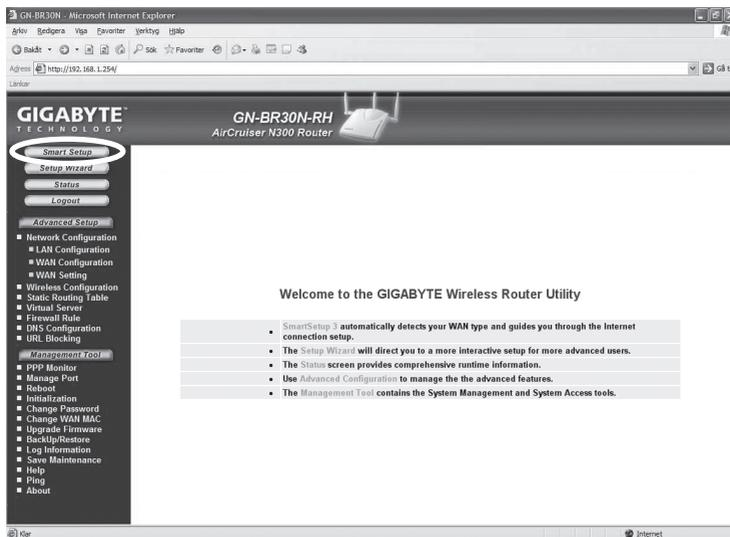 GN-BR30N - Microsoft Internet Explorer
Arkiv Redigera Visa Favoriter Verktyg Hjälp
Bakåt Sök Favoriter
Adress http://192.168.1.254/ Gå t
Länkar
GIGABYTE™
TECHNOLOGY
GN-BR30N-RH
AirCruiser N300 Router
Smart Setup
Setup Wizard
Status
Logout
Advanced Setup
Network Configuration
LAN Configuration
WAN Configuration
WAN Setting
Wireless Configuration
Static Routing Table
Virtual Server
Firewall Rule
DNS Configuration
URL Blocking
Management Tool
PPP Monitor
Manage Port
Reboot
Initialization
Change Password
Change WAN MAC
Upgrade Firmware
BackUp/Restore
Log Information
Save Maintenance
Help
Ping
About
Welcome to the GIGABYTE Wireless Router Utility
SmartSetup 3 automatically detects your WAN type and guides you through the Internet
connection setup.
The Setup Wizard will direct you to a more interactive setup for more advanced users.
The Status screen provides comprehensive runtime information.
Use Advanced Configuration to manage the the advanced features.
The Management Tool contains the System Management and System Access tools.
Klar Internet